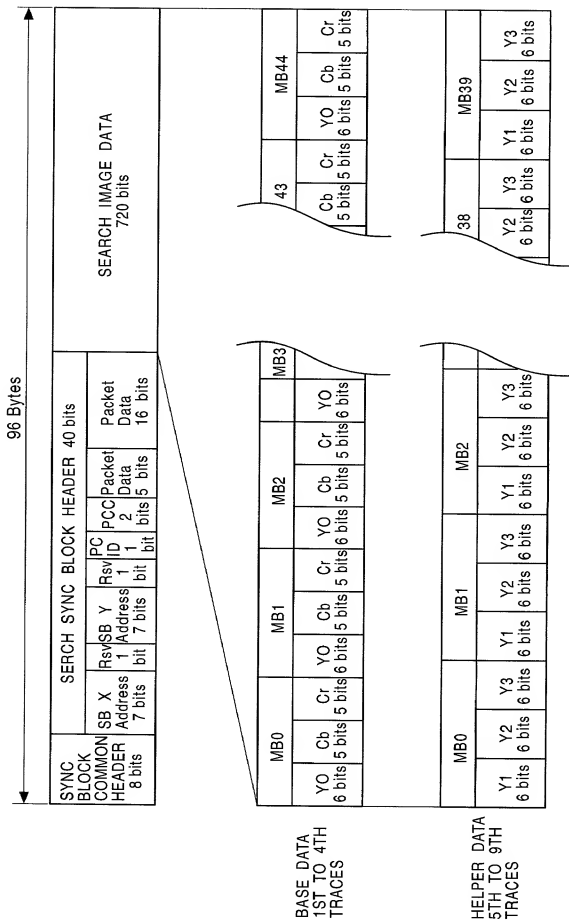 96 Bytes
SYNC
BLOCK
COMMON
HEADER
8 bits
SERCH SYNC BLOCK HEADER 40 bits
SB X
Address
7 bits
Rsv
1
bit
SB Y
Address
7 bits
Rsv
1
bit
PC
ID
1
bit
PCC
2
bits
Packet
Data
5 bits
Packet
Data
16 bits
SEARCH IMAGE DATA
720 bits
BASE DATA
1ST TO 4TH
TRACES
MB0
MB1
MB2
MB3
43
MB44
YO
6 bits
Cb
5 bits
Cr
5 bits
YO
6 bits
Cb
5 bits
Cr
5 bits
YO
6 bits
Cb
5 bits
Cr
5 bits
YO
6 bits
Cb
5 bits
Cr
5 bits
YO
6 bits
Cb
5 bits
Cr
5 bits
HELPER DATA
5TH TO 9TH
TRACES
MB0
MB1
MB2
38
MB39
Y1
6 bits
Y2
6 bits
Y3
6 bits
Y1
6 bits
Y2
6 bits
Y3
6 bits
Y1
6 bits
Y2
6 bits
Y3
6 bits
Y2
6 bits
Y3
6 bits
Y1
6 bits
Y2
6 bits
Y3
6 bits